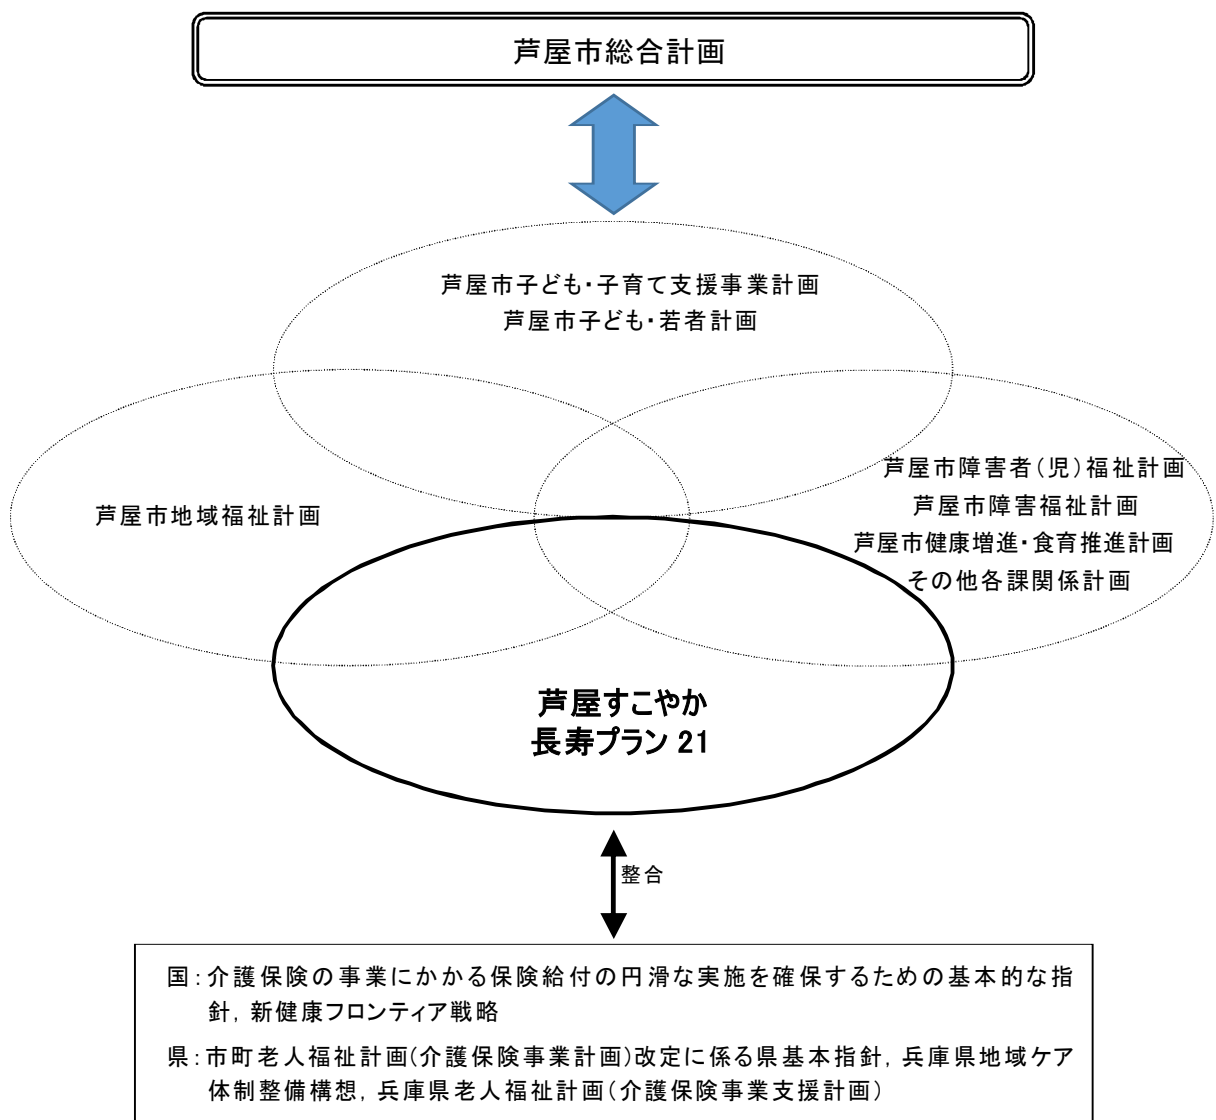 芦屋市総合計画
芦屋市子ども・子育て支援事業計画
芦屋市子ども・若者計画
芦屋市地域福祉計画
芦屋市障害者(児)福祉計画
芦屋市障害福祉計画
芦屋市健康増進・食育推進計画
その他各課関係計画
芦屋すこやか
長寿プラン 21
整合
国:介護保険の事業にかかる保険給付の円滑な実施を確保するための基本的な指
針, 新健康フロンティア戦略
県:市町老人福祉計画(介護保険事業計画)改定に係る県基本指針, 兵庫県地域ケア
体制整備構想, 兵庫県老人福祉計画(介護保険事業支援計画)